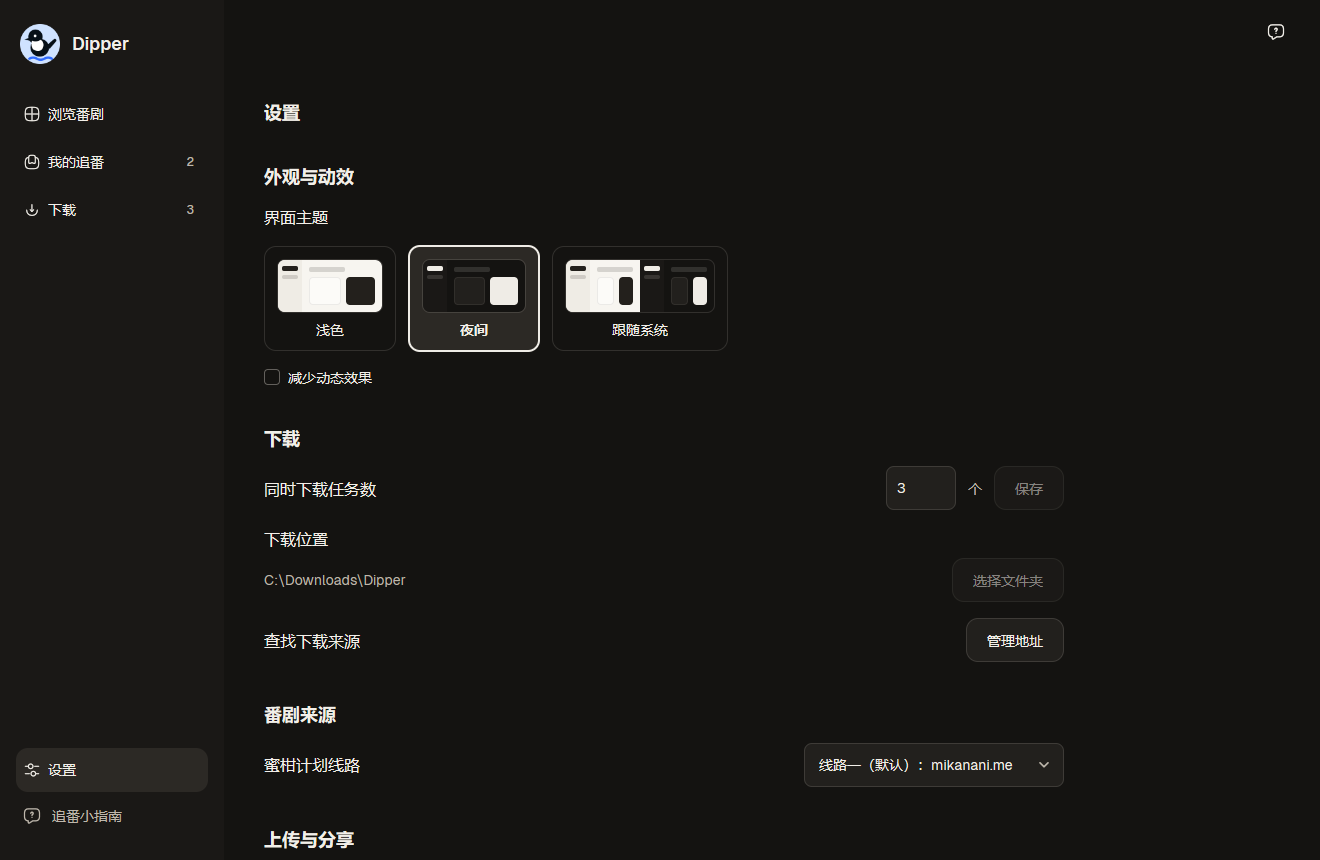 Dipper
浏览番剧
我的追番 2
下载 3
设置
追番小指南
设置
外观与动效
界面主题
浅色 夜间 跟随系统
减少动态效果
下载
同时下载任务数 3 个 保存
下载位置
C:\Downloads\Dipper 选择文件夹
查找下载来源 管理地址
番剧来源
蜜柑计划线路 线路一（默认）：mikanani.me
上传与分享